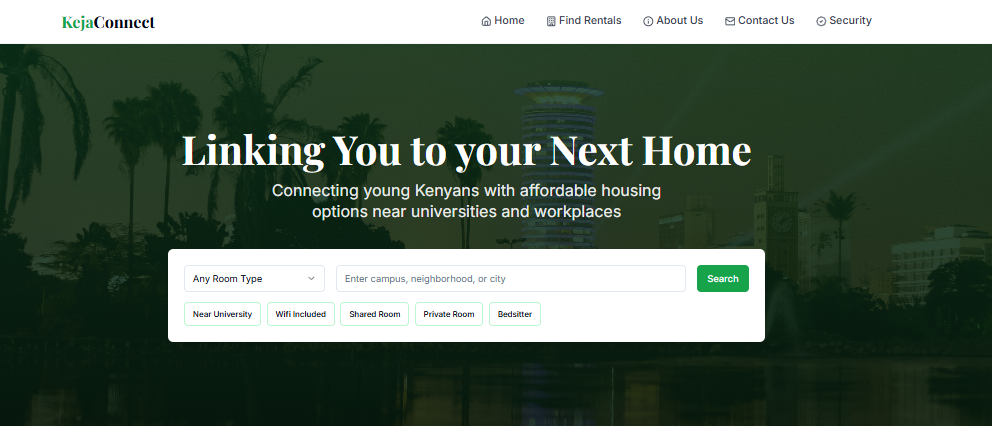 KejaConnect
Home Find Rentals About Us Contact Us Security
Linking You to your Next Home
Connecting young Kenyans with affordable housing
options near universities and workplaces
Any Room Type Enter campus, neighborhood, or city Search
Near University Wifi Included Shared Room Private Room Bedsitter